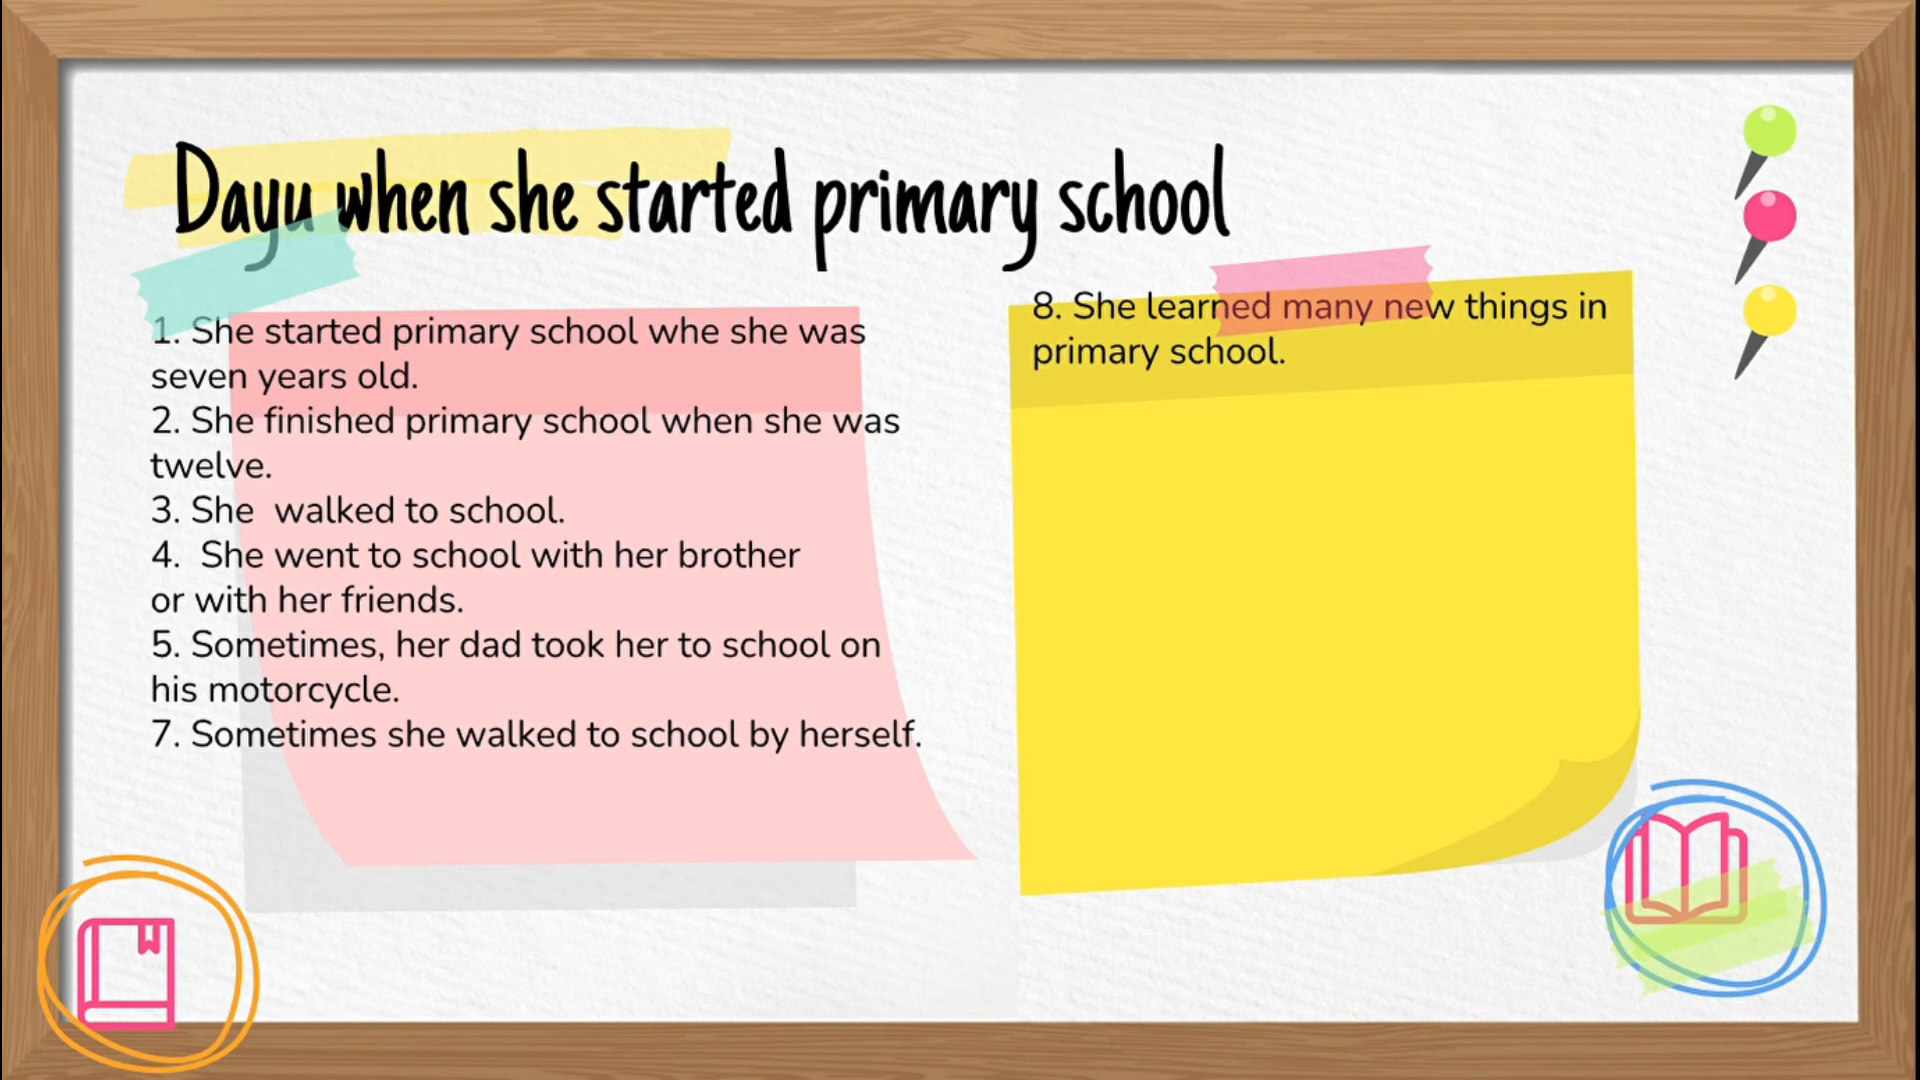 Dayu when she started primary school
1. She started primary school whe she was
seven years old.
2. She finished primary school when she was
twelve.
3. She  walked to school.
4.  She went to school with her brother
or with her friends.
5. Sometimes, her dad took her to school on
his motorcycle.
7. Sometimes she walked to school by herself.
8. She learned many new things in
primary school.